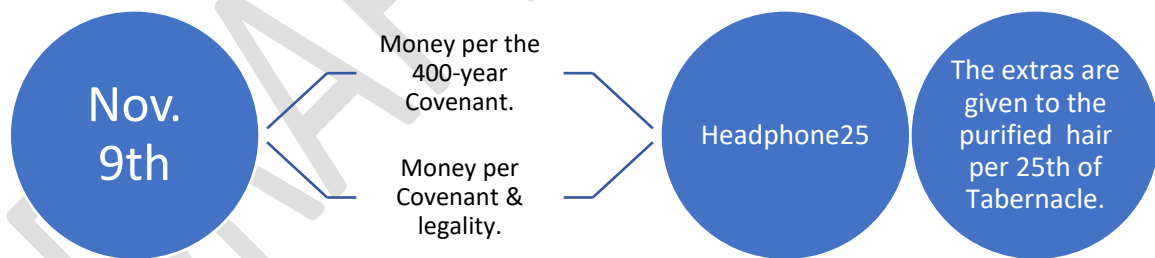 Nov.
9th
Money per the
400-year
Covenant.
Money per
Covenant &
legality.
Headphone25
The extras are
given to the
purified hair
per 25th of
Tabernacle.